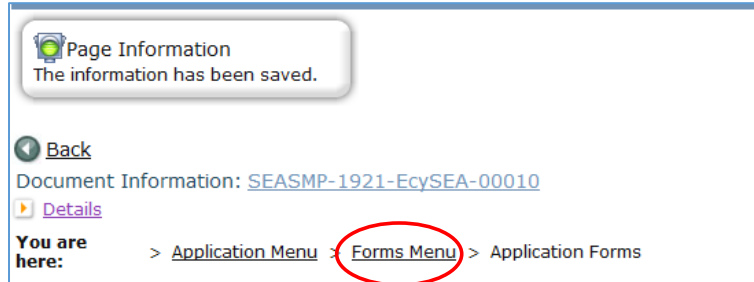 Page Information
The information has been saved.
Back
Document Information: SEASMP-1921-EcySEA-00010
Details
You are here: > Application Menu > Forms Menu > Application Forms